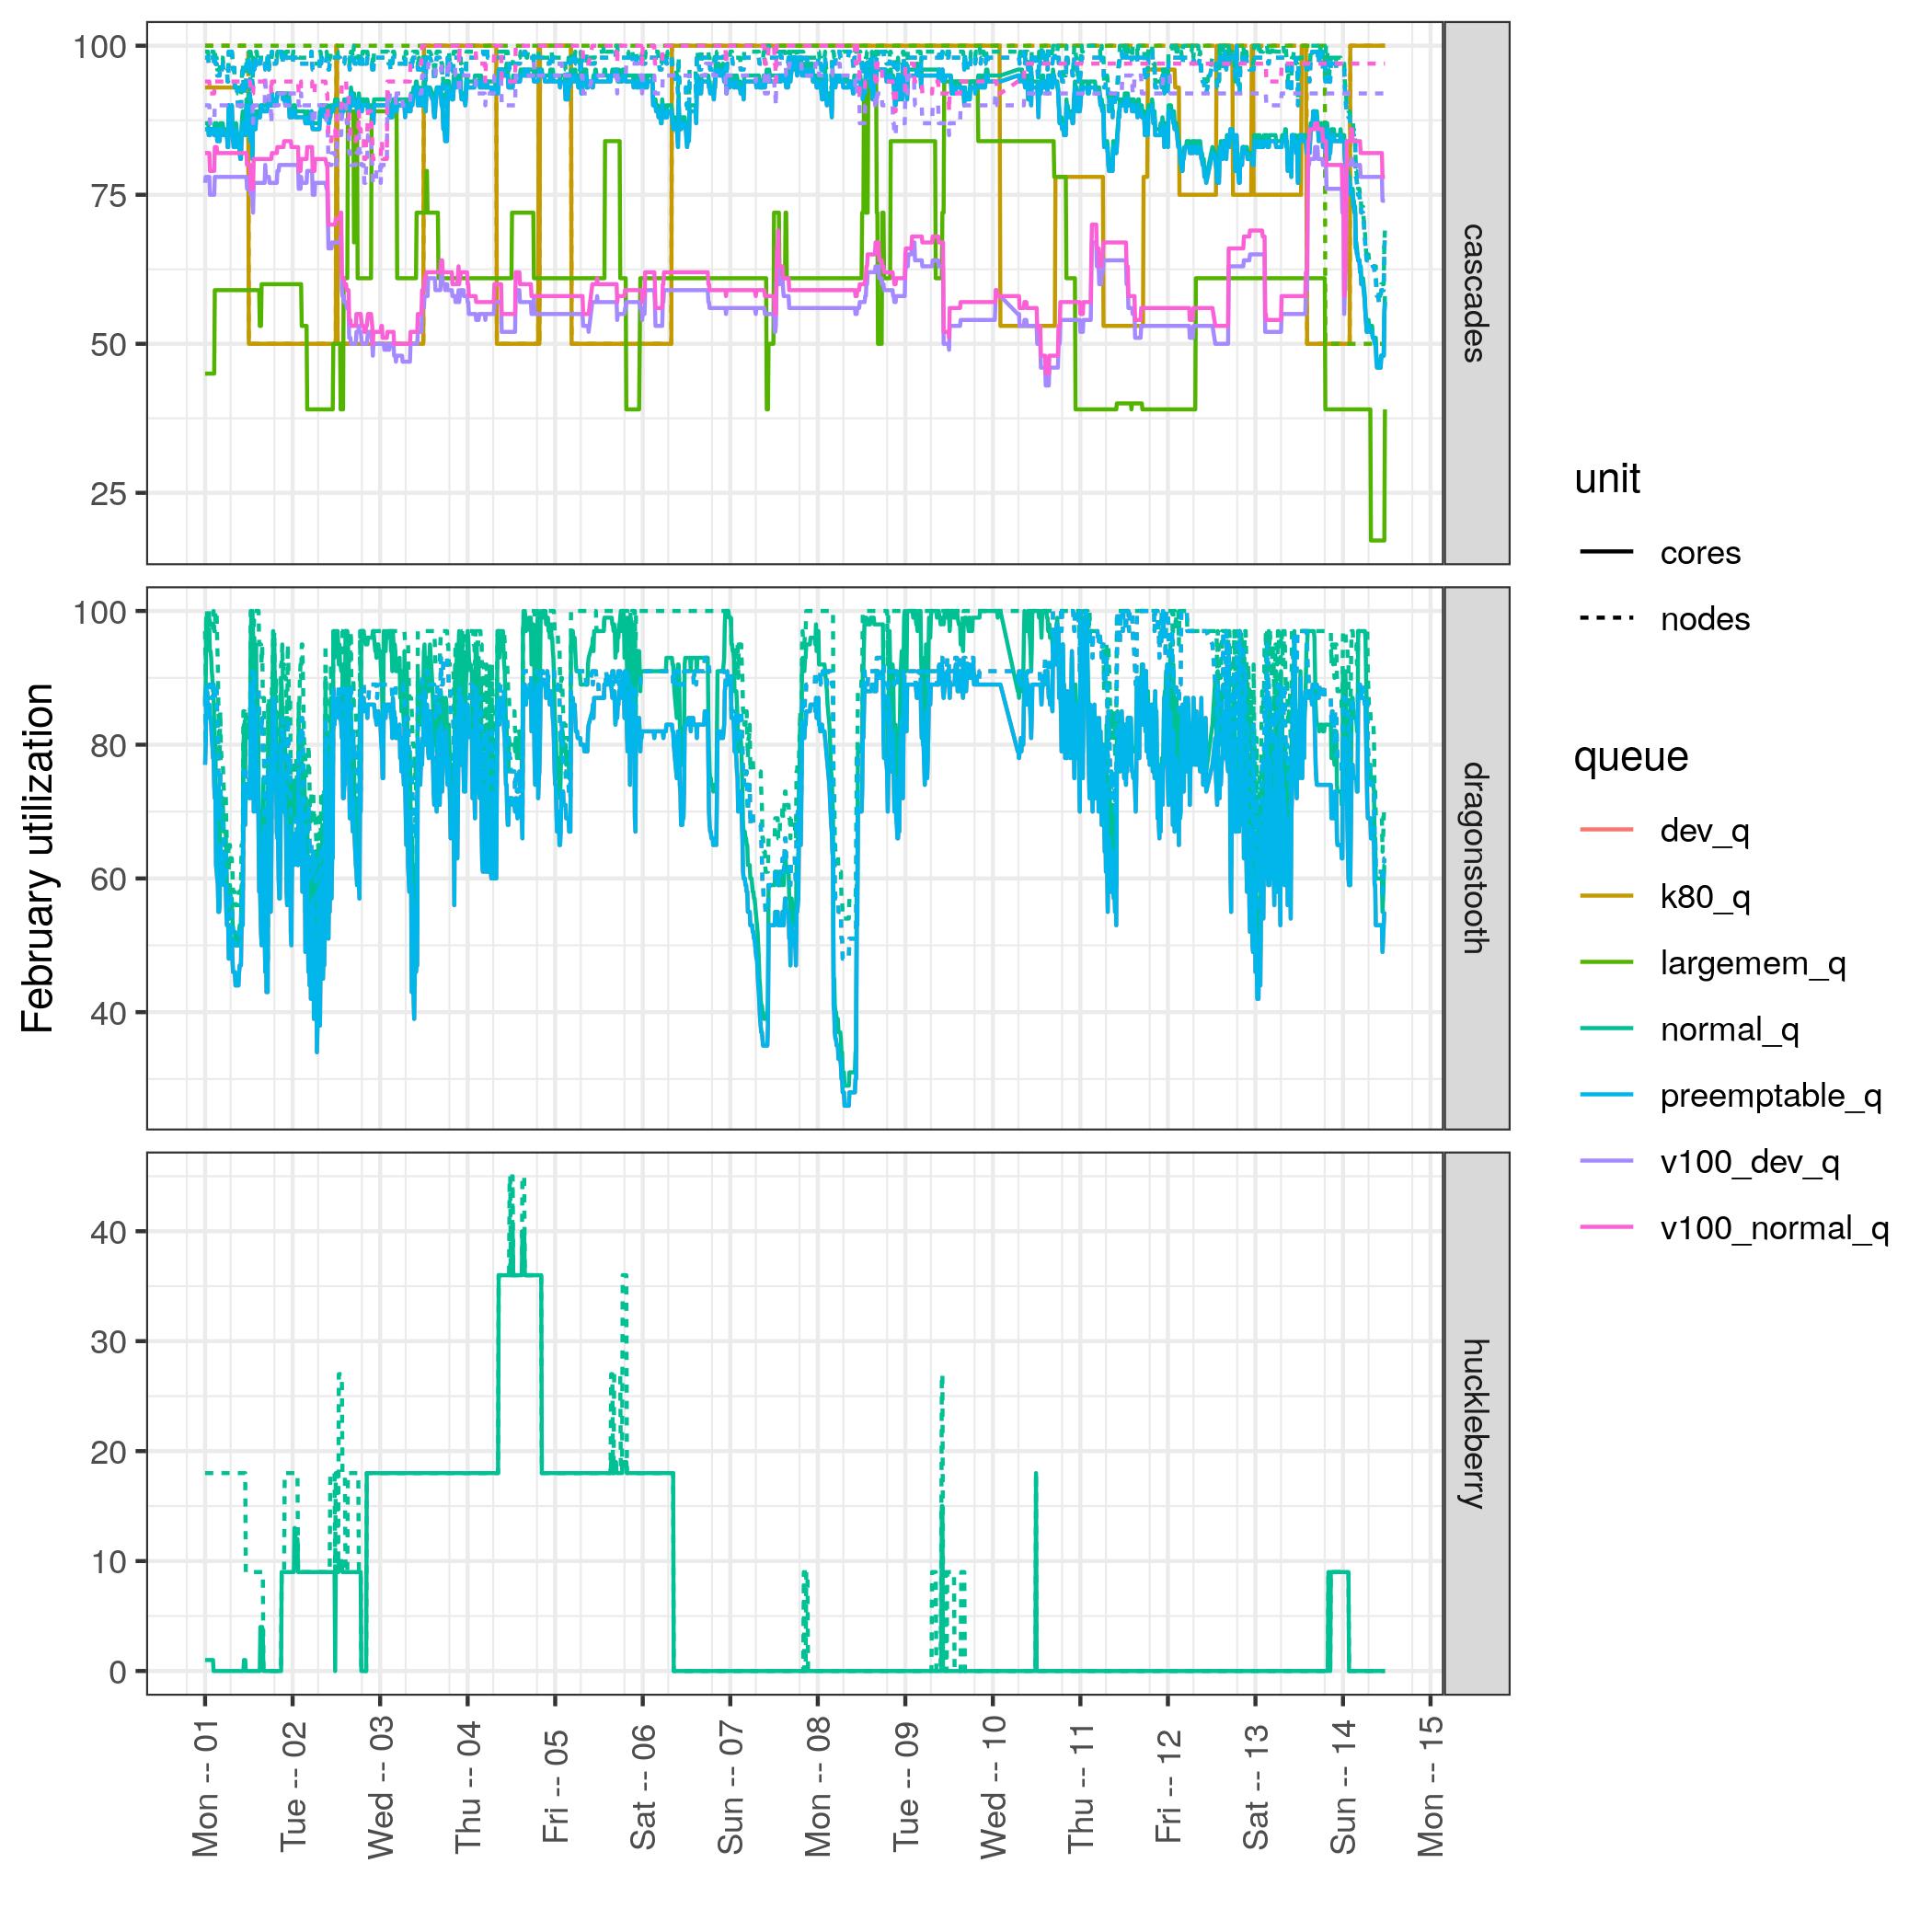 February utilization
100
75
50
25
cascades
100
80
60
40
dragonstooth
40
30
20
10
0
huckleberry
Mon -- 01
Tue -- 02
Wed -- 03
Thu -- 04
Fri -- 05
Sat -- 06
Sun -- 07
Mon -- 08
Tue -- 09
Wed -- 10
Thu -- 11
Fri -- 12
Sat -- 13
Sun -- 14
Mon -- 15
unit
cores
nodes
queue
dev_q
k80_q
largemem_q
normal_q
preemptable_q
v100_dev_q
v100_normal_q